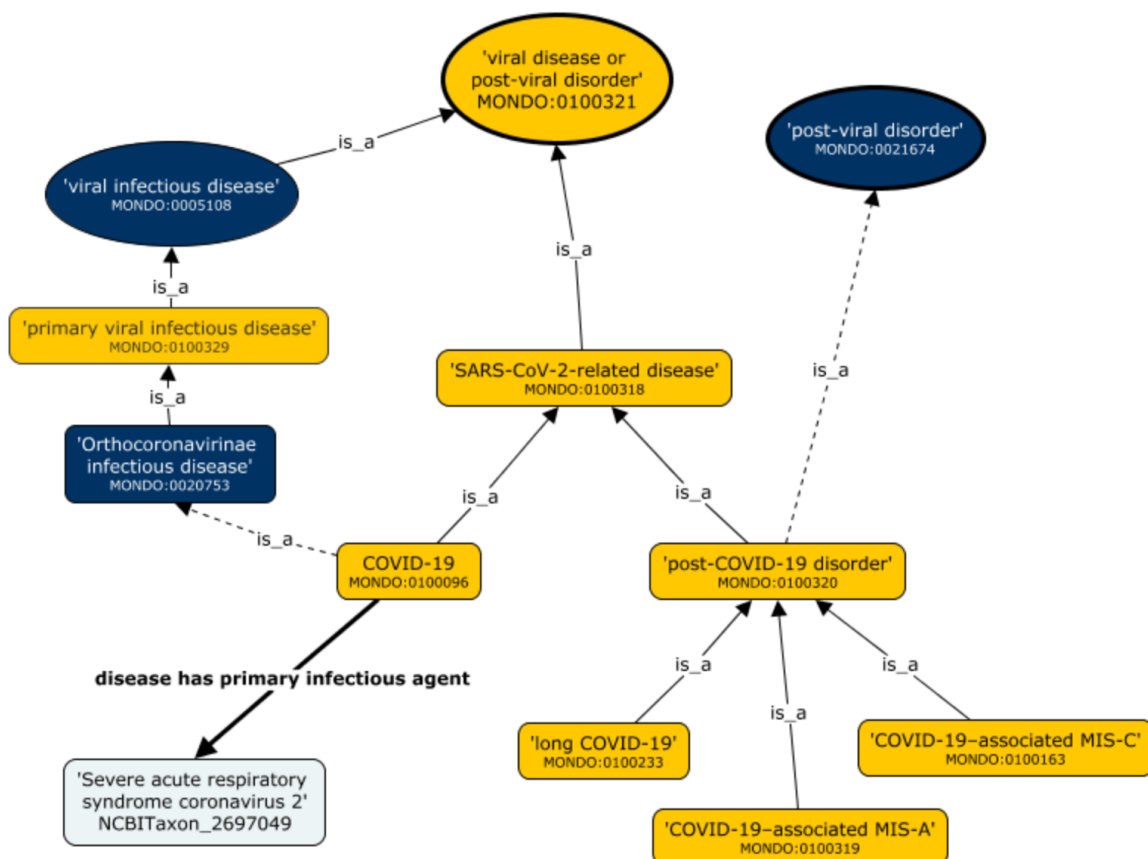 'viral disease or
post-viral disorder'
MONDO:0100321
'post-viral disorder'
MONDO:0021674
is_a
'viral infectious disease'
MONDO:0005108
is_a
is_a
'primary viral infectious disease'
MONDO:0100329
'SARS-CoV-2-related disease'
MONDO:0100318
is_a
is_a
'Orthocoronavirinae
infectious disease'
MONDO:0020753
is_a
is_a
is_a
COVID-19
MONDO:0100096
'post-COVID-19 disorder'
MONDO:0100320
disease has primary infectious agent
is_a
is_a
is_a
'long COVID-19'
MONDO:0100233
'COVID-19–associated MIS-C'
MONDO:0100163
'Severe acute respiratory
syndrome coronavirus 2'
NCBITaxon_2697049
'COVID-19–associated MIS-A'
MONDO:0100319